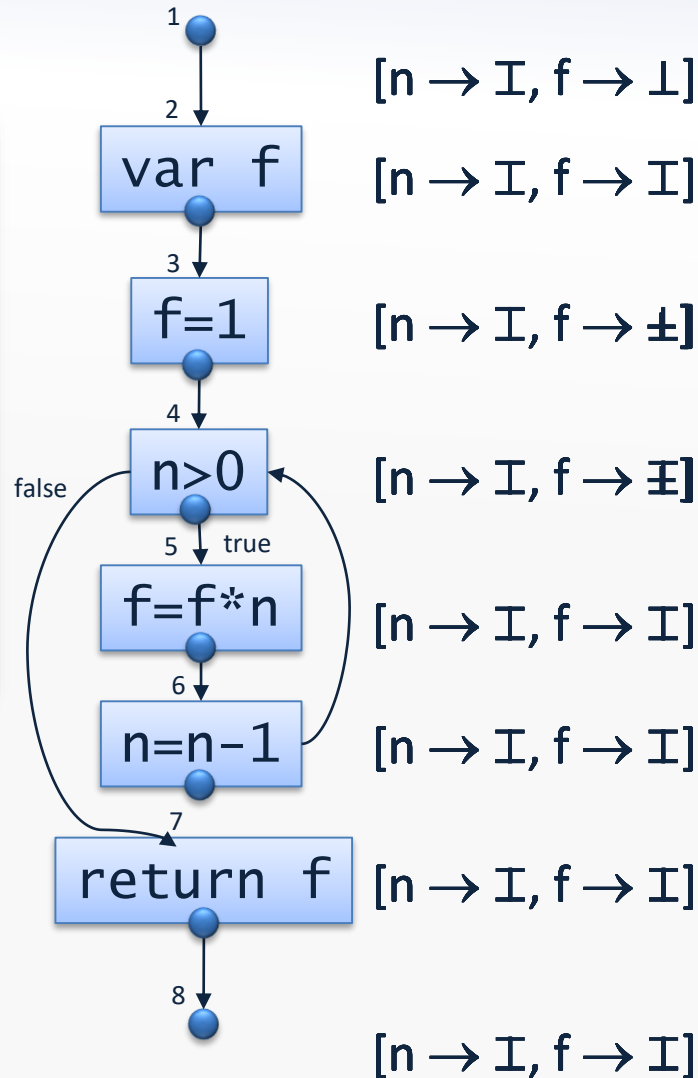 1
[n → I, f → ⊥]
2
var f
[n → I, f → I]
3
f=1
[n → I, f → ]
4
n>0
[n → I, f → ]
false
true
5
f=f*n
[n → I, f → I]
6
n=n-1
[n → I, f → I]
7
return f
[n → I, f → I]
8
[n → I, f → I]